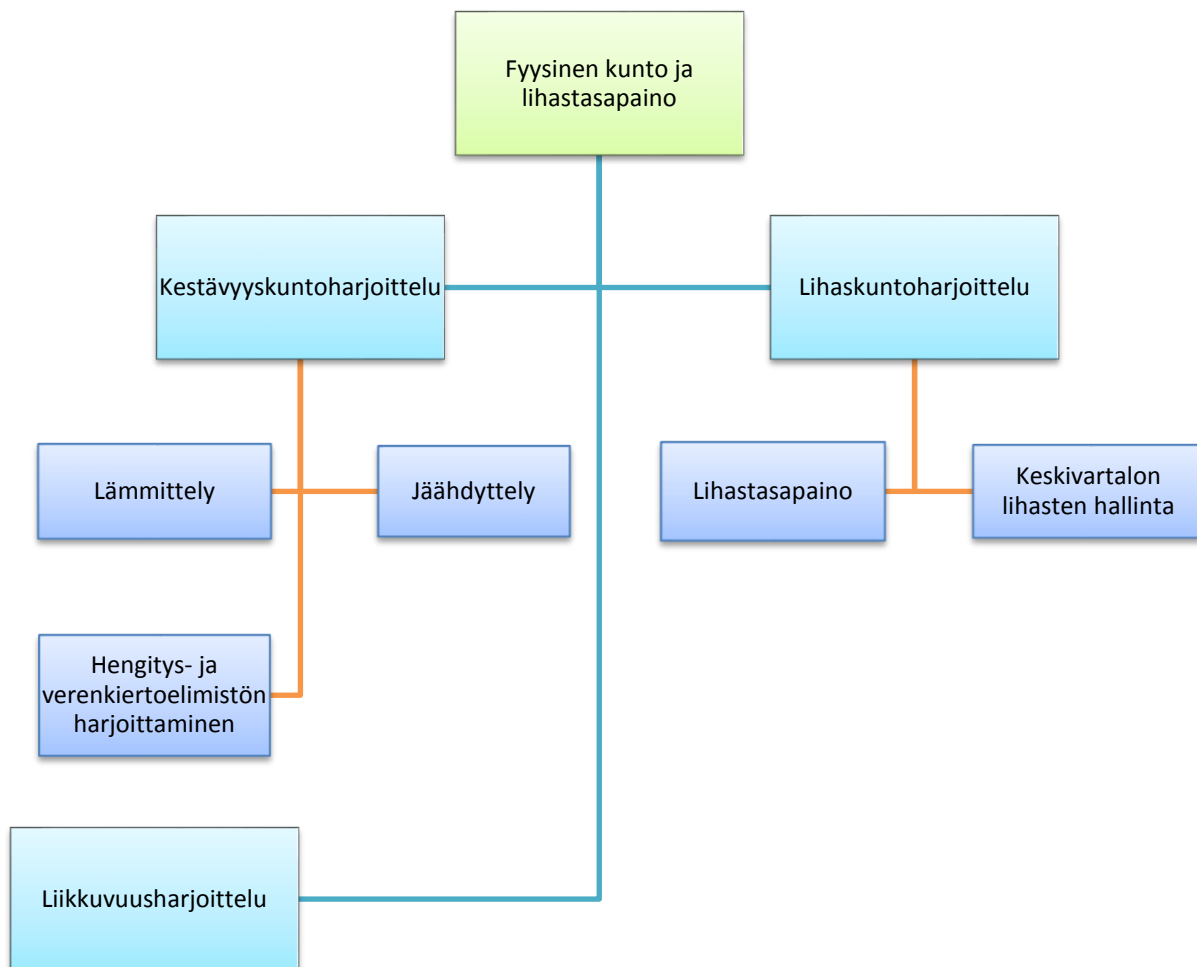 Fyysinen kunto ja
lihastasapaino
Kestävyyskuntoharjoittelu
Lihaskuntoharjoittelu
Lämmittely
Jäähdyttely
Lihastasapaino
Keskivartalon
lihasten hallinta
Hengitys- ja
verenkiertoelimistön
harjoittaminen
Liikkuvuusharjoittelu